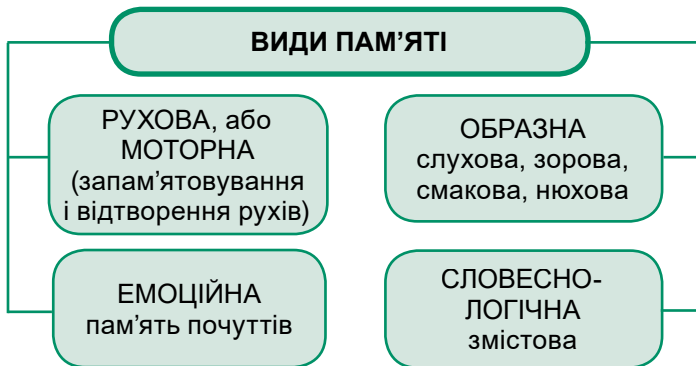 ВИДИ ПАМ’ЯТІ
РУХОВА, або
МОТОРНА
(запам’ятовування
і відтворення рухів)
ОБРАЗНА
слухова, зорова,
смакова, нюхова
ЕМОЦІЙНА
пам’ять почуттів
СЛОВЕСНО-
ЛОГІЧНА
змістова